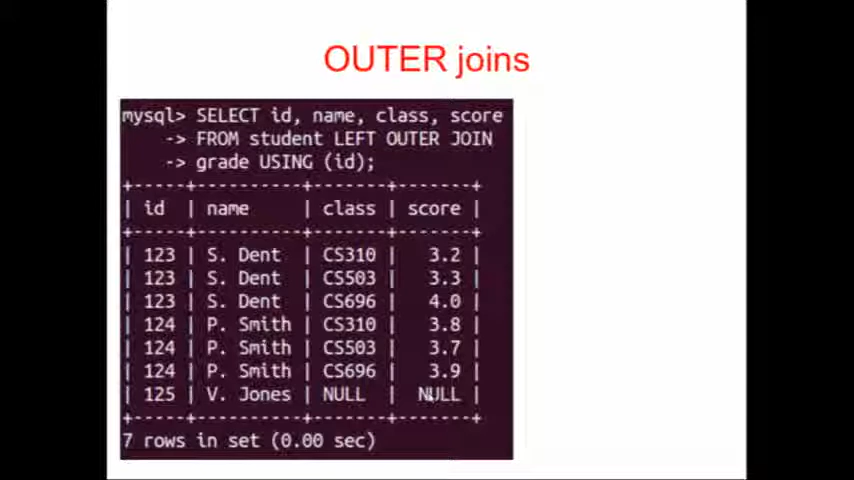 OUTER joins
mysql> SELECT id, name, class, score
    -> FROM student LEFT OUTER JOIN
    -> grade USING (id);
+-----+----------+-------+-------+
| id  | name     | class | score |
+-----+----------+-------+-------+
| 123 | S. Dent  | CS310 |   3.2 |
| 123 | S. Dent  | CS503 |   3.3 |
| 123 | S. Dent  | CS696 |   4.0 |
| 124 | P. Smith | CS310 |   3.8 |
| 124 | P. Smith | CS503 |   3.7 |
| 124 | P. Smith | CS696 |   3.9 |
| 125 | V. Jones | NULL  |  NULL |
+-----+----------+-------+-------+
7 rows in set (0.00 sec)